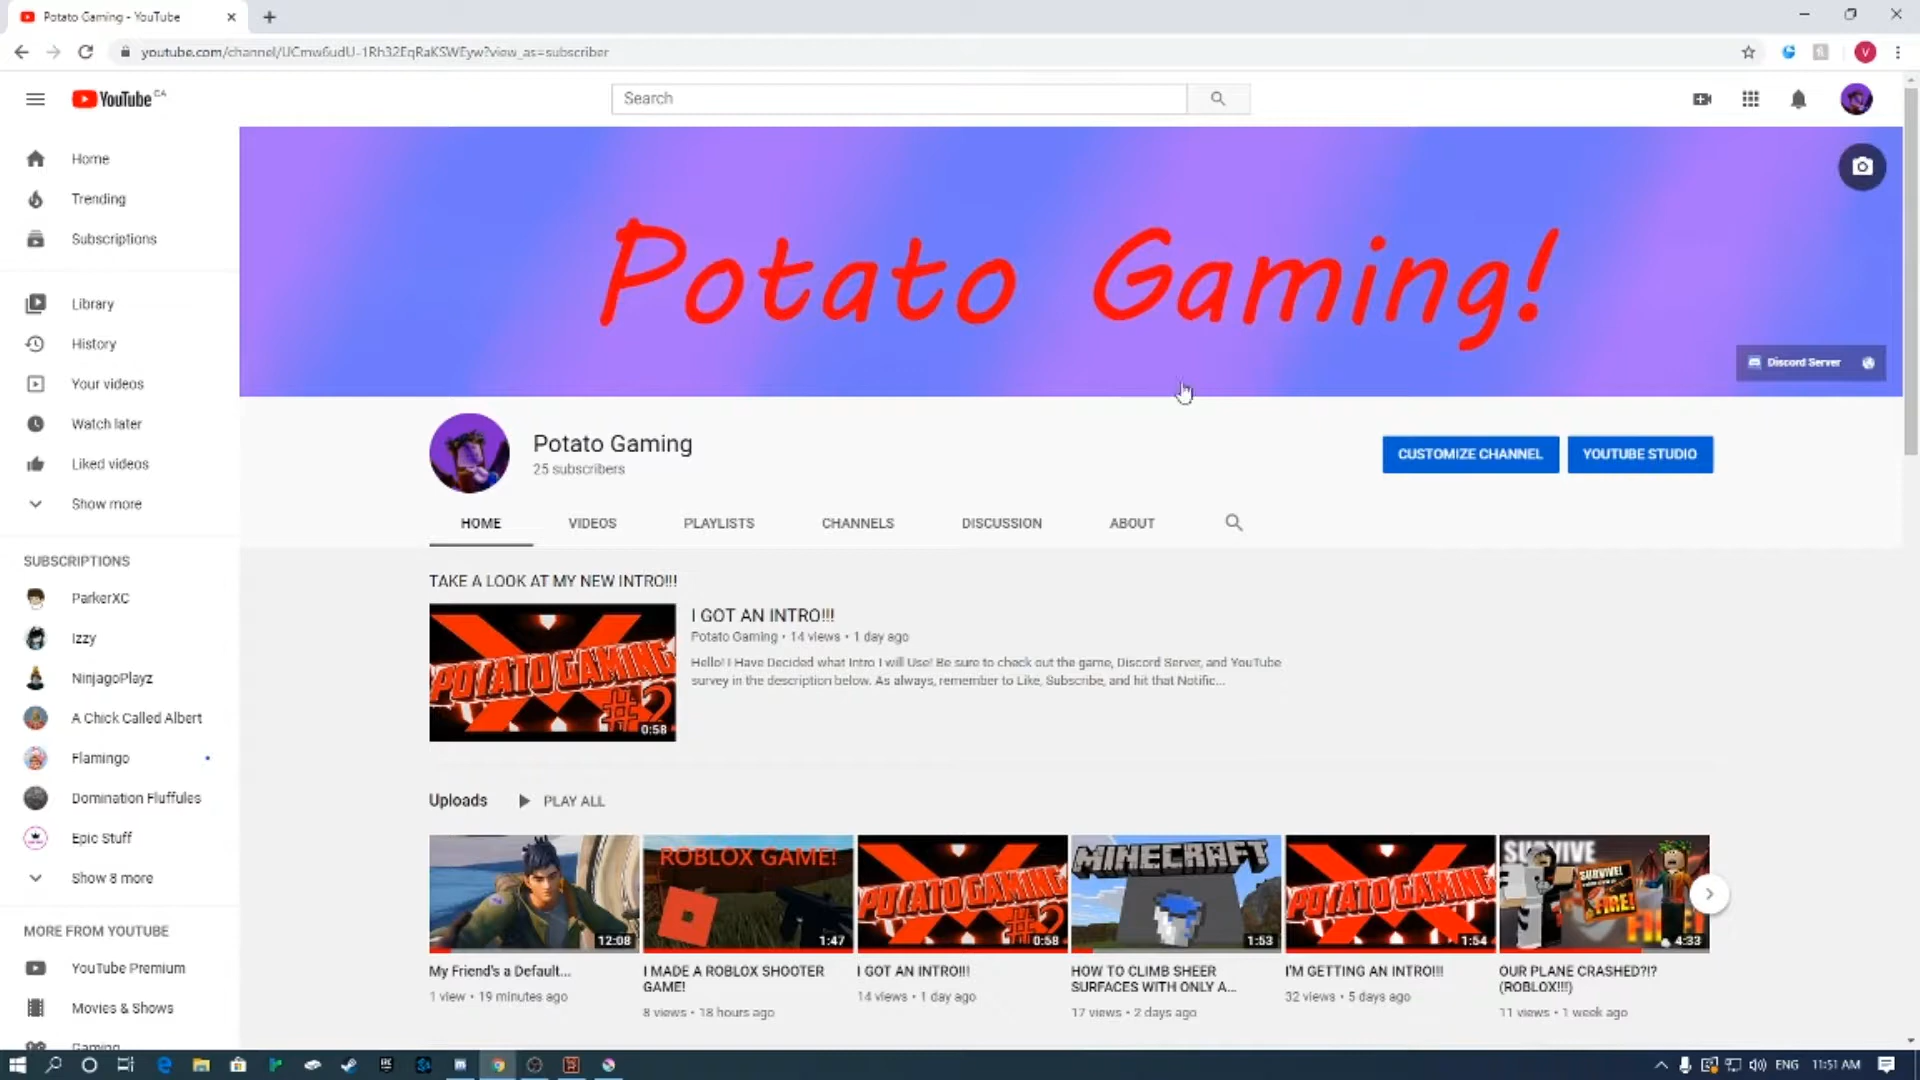 Potato Gaming - YouTube
youtube.com/channel/UCmw6udU-1Rh32EqRaKSWEyw?view_as=subscriber
V
YouTube CA
Search
Home
Trending
Subscriptions
Library
History
Your videos
Watch later
Liked videos
Show more
SUBSCRIPTIONS
ParkerXC
Izzy
NinjagoPlayz
A Chick Called Albert
Flamingo
Domination Fluffules
Epic Stuff
Show 8 more
MORE FROM YOUTUBE
YouTube Premium
Movies & Shows
Gaming
Potato Gaming!
Discord Server
Potato Gaming
25 subscribers
CUSTOMIZE CHANNEL
YOUTUBE STUDIO
HOME
VIDEOS
PLAYLISTS
CHANNELS
DISCUSSION
ABOUT
TAKE A LOOK AT MY NEW INTRO!!!
POTATO GAMING
#2
0:58
I GOT AN INTRO!!!
Potato Gaming • 14 views • 1 day ago
Hello! I Have Decided what Intro I will Use! Be sure to check out the game, Discord Server, and YouTube
survey in the description below. As always, remember to Like, Subscribe, and hit that Notific...
Uploads
PLAY ALL
12:08
My Friend's a Default...
1 view • 19 minutes ago
ROBLOX GAME!
1:47
I MADE A ROBLOX SHOOTER
GAME!
8 views • 18 hours ago
POTATO GAMING
#2
0:58
I GOT AN INTRO!!!
14 views • 1 day ago
MINECRAFT
1:53
HOW TO CLIMB SHEER
SURFACES WITH ONLY A...
17 views • 2 days ago
POTATO GAMING
1:54
I'M GETTING AN INTRO!!!
32 views • 5 days ago
SURVIVE
SURVIVE!
FIRE!
4:33
OUR PLANE CRASHED?!?
(ROBLOX!!!)
11 views • 1 week ago
ENG
11:51 AM